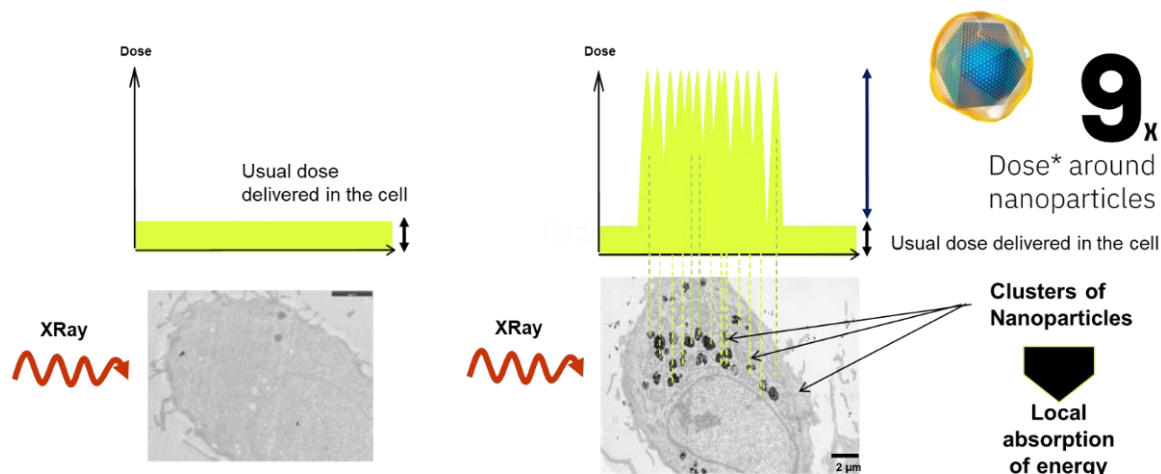 Dose
Usual dose
delivered in the cell
XRay
Dose
9x
Dose* around
nanoparticles
Usual dose delivered in the cell
XRay
Clusters of
Nanoparticles
Local
absorption
of energy
2 µm